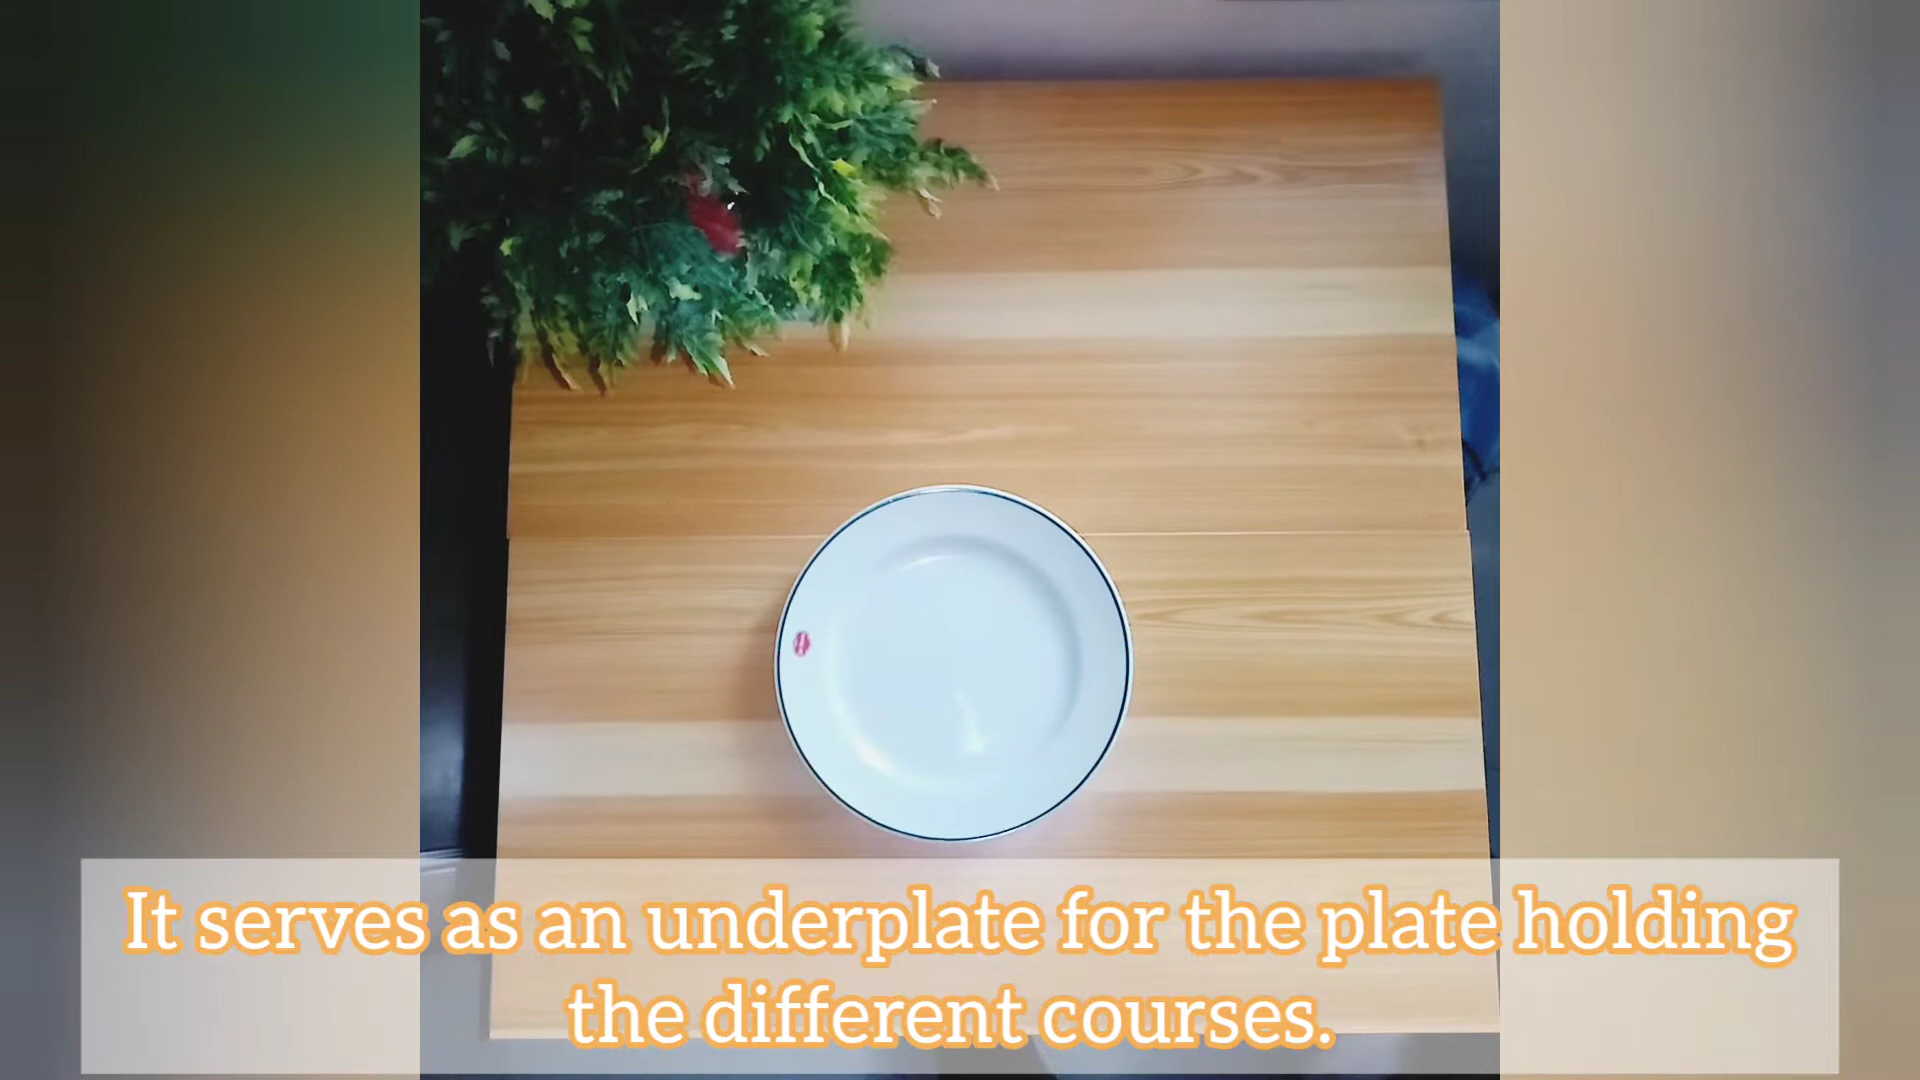 It serves as an underplate for the plate holding
the different courses.